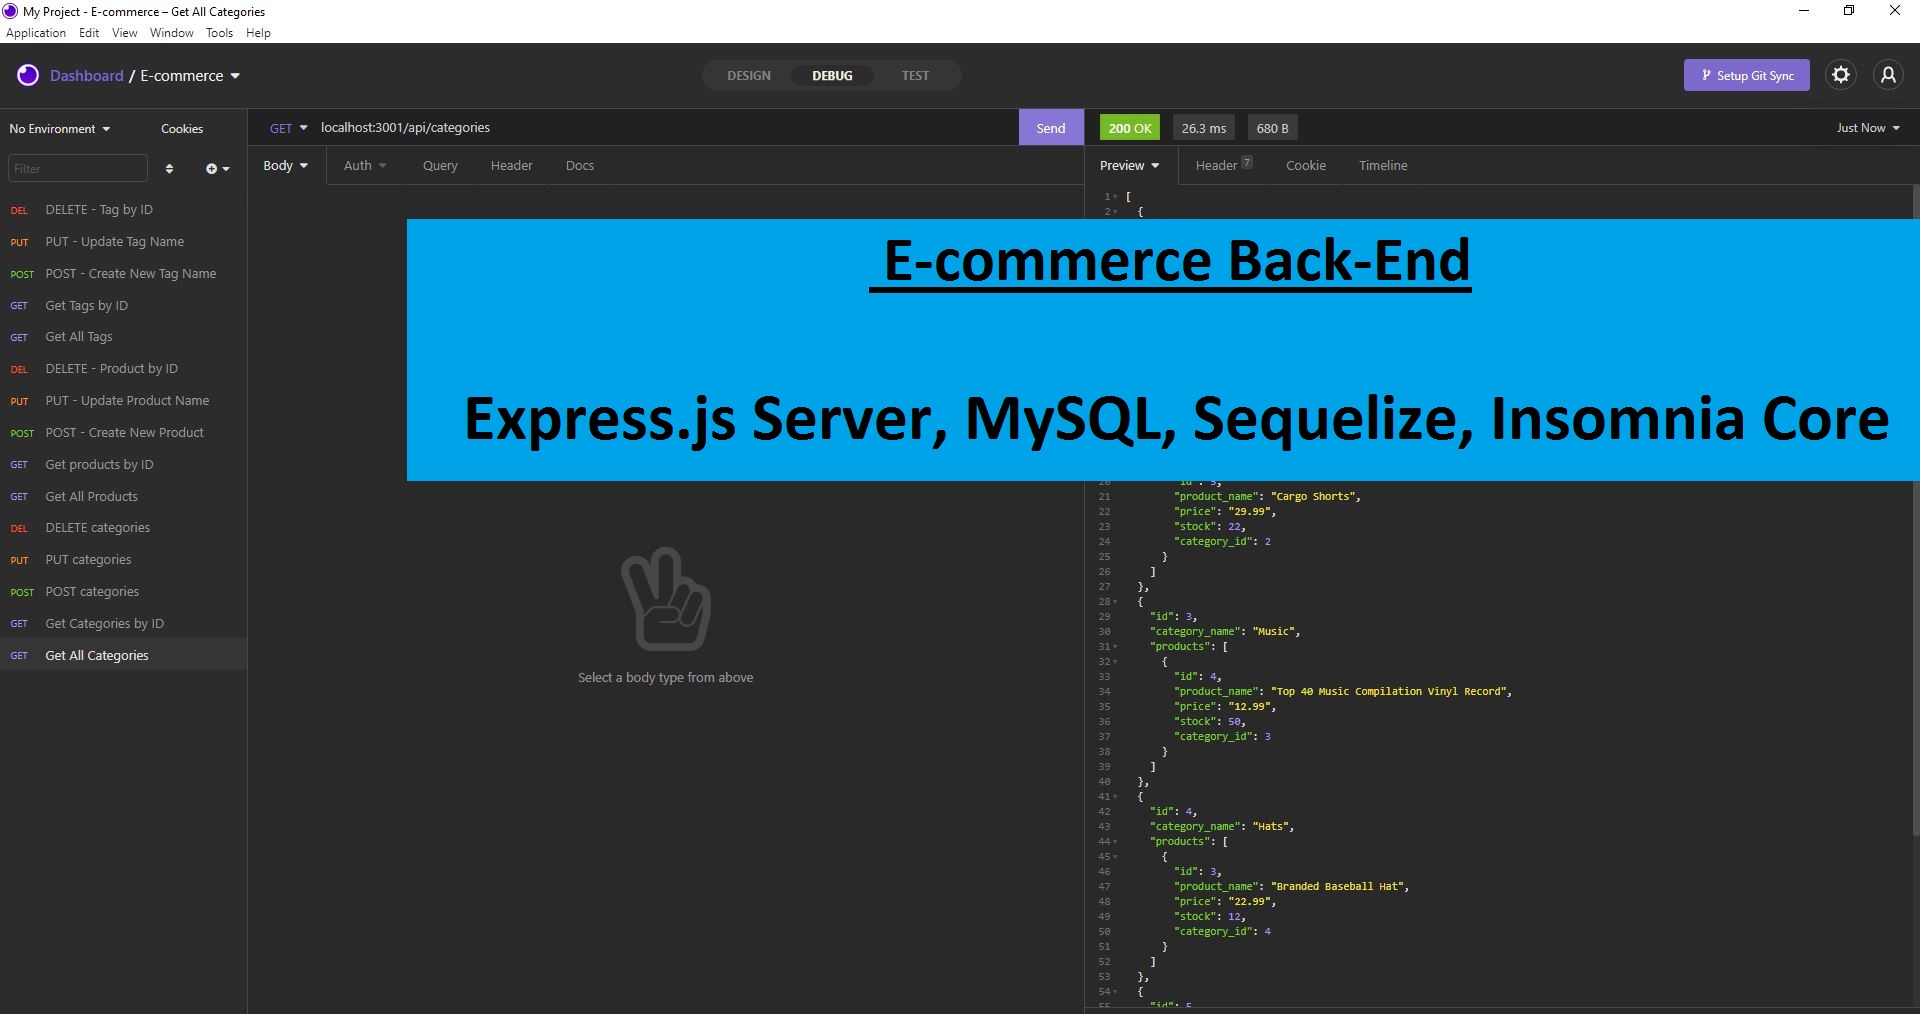 My Project - E-commerce – Get All Categories
Application Edit View Window Tools Help
Dashboard / E-commerce
DESIGN DEBUG TEST
Setup Git Sync
No Environment Cookies
GET localhost:3001/api/categories
Send
200 OK 26.3 ms 680 B
Just Now
Filter
Body Auth Query Header Docs
Preview Header 7 Cookie Timeline
DEL DELETE - Tag by ID
PUT PUT - Update Tag Name
POST POST - Create New Tag Name
GET Get Tags by ID
GET Get All Tags
DEL DELETE - Product by ID
PUT PUT - Update Product Name
POST POST - Create New Product
GET Get products by ID
GET Get All Products
DEL DELETE categories
PUT PUT categories
POST POST categories
GET Get Categories by ID
GET Get All Categories
E-commerce Back-End
Express.js Server, MySQL, Sequelize, Insomnia Core
Select a body type from above
1 [
2 {
20 "id": 5,
21 "product_name": "Cargo Shorts",
22 "price": "29.99",
23 "stock": 22,
24 "category_id": 2
25 }
26 ]
27 },
28 {
29 "id": 3,
30 "category_name": "Music",
31 "products": [
32 {
33 "id": 4,
34 "product_name": "Top 40 Music Compilation Vinyl Record",
35 "price": "12.99",
36 "stock": 50,
37 "category_id": 3
38 }
39 ]
40 },
41 {
42 "id": 4,
43 "category_name": "Hats",
44 "products": [
45 {
46 "id": 3,
47 "product_name": "Branded Baseball Hat",
48 "price": "22.99",
49 "stock": 12,
50 "category_id": 4
51 }
52 ]
53 },
54 {
55 "id": 5